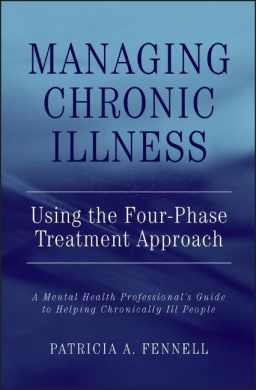 MANAGING
CHRONIC
ILLNESS
Using the Four-Phase
Treatment Approach
A Mental Health Professional's Guide
to Helping Chronically Ill People
PATRICIA A. FENNELL